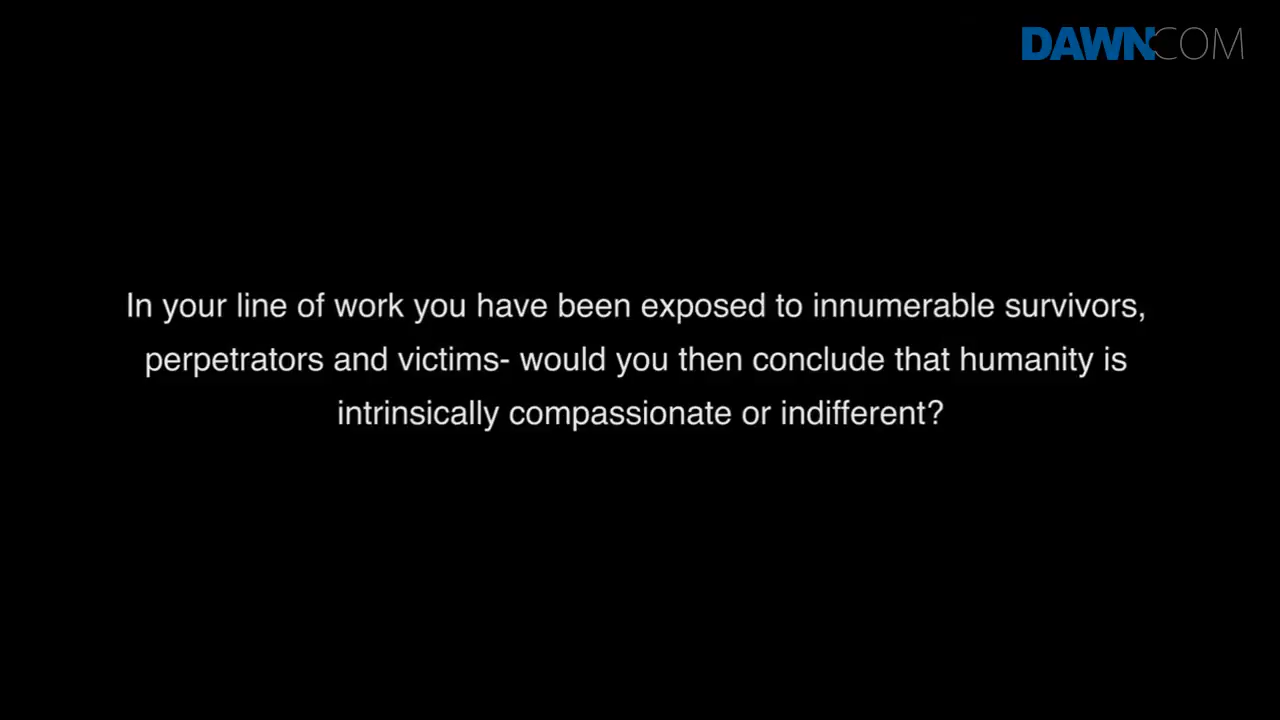 DAWN.COM
In your line of work you have been exposed to innumerable survivors,
perpetrators and victims- would you then conclude that humanity is
intrinsically compassionate or indifferent?